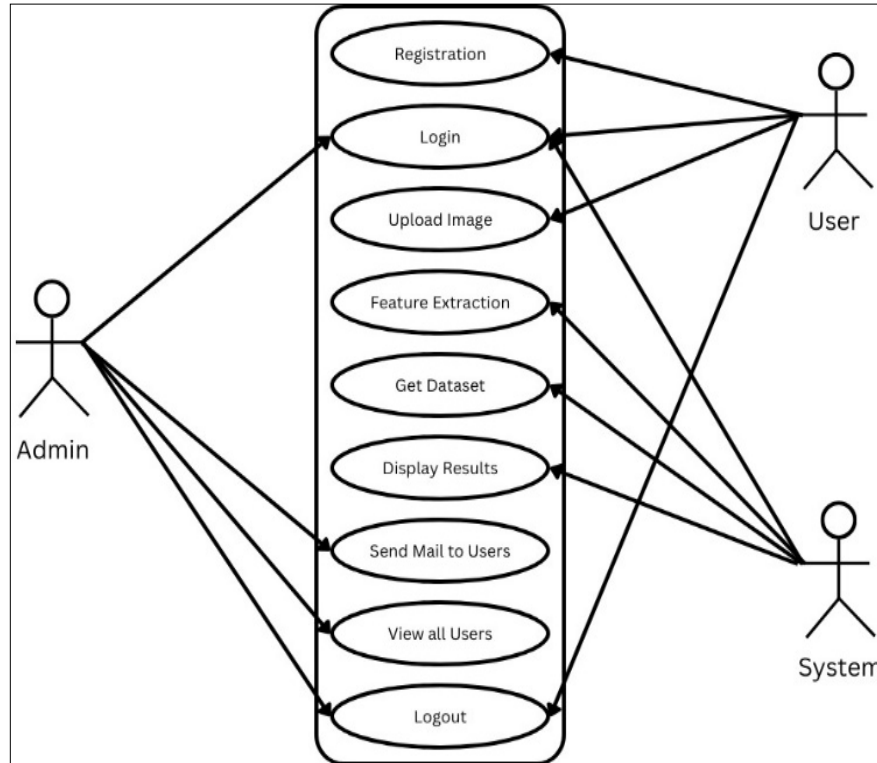 Registration
Login
Upload Image
User
Feature Extraction
Get Dataset
Admin
Display Results
Send Mail to Users
View all Users
System
Logout